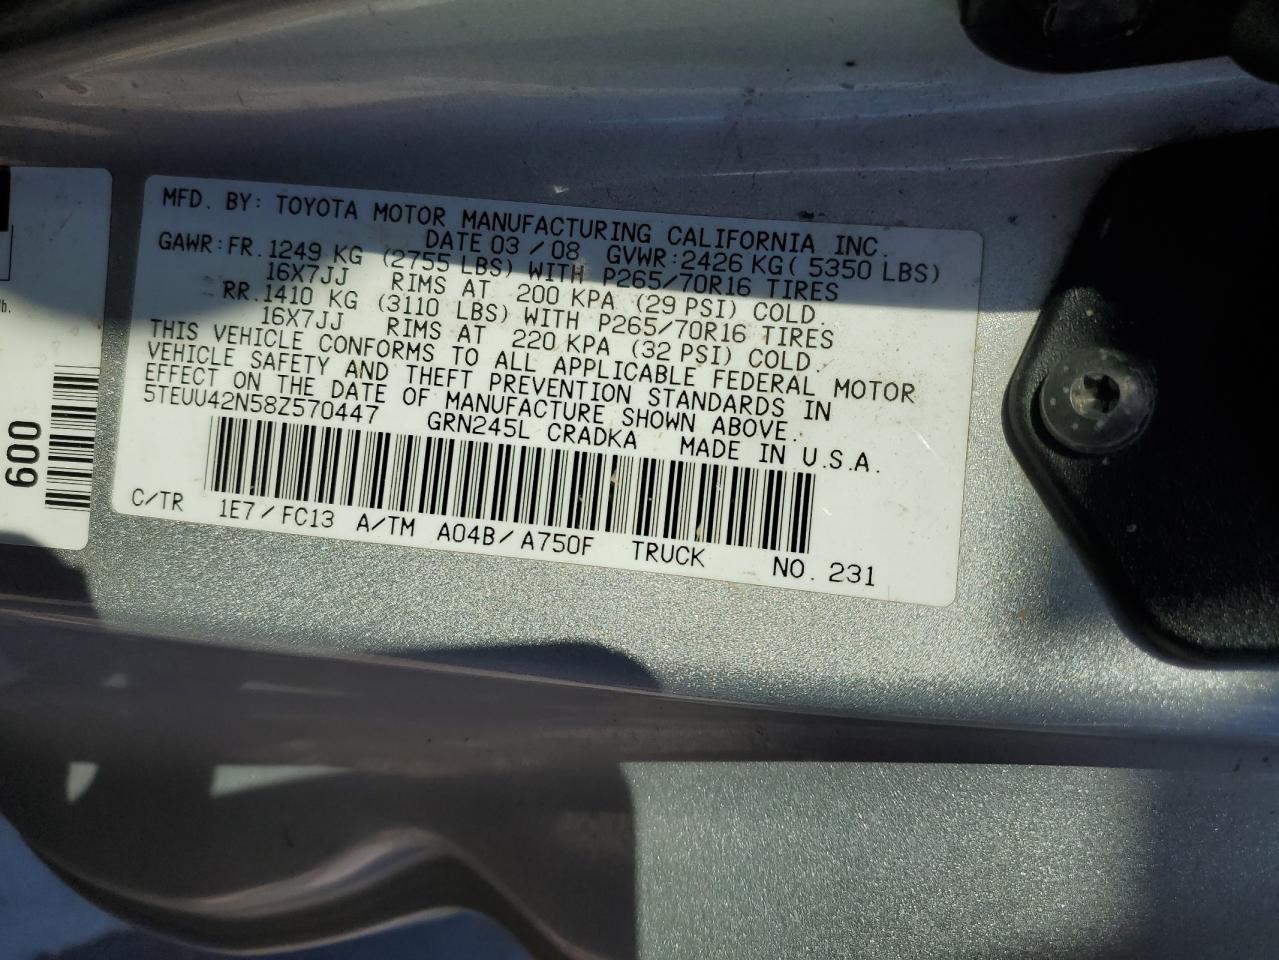 MFD. BY: TOYOTA MOTOR MANUFACTURING CALIFORNIA INC.
DATE 03 / 08 GVWR: 2426 KG( 5350 LBS)
GAWR: FR. 1249 KG (2755 LBS) WITH P265/70R16 TIRES
16X7JJ RIMS AT 200 KPA (29 PSI) COLD.
RR. 1410 KG (3110 LBS) WITH P265/70R16 TIRES
16X7JJ RIMS AT 220 KPA (32 PSI) COLD.
THIS VEHICLE CONFORMS TO ALL APPLICABLE FEDERAL MOTOR
VEHICLE SAFETY AND THEFT PREVENTION STANDARDS IN
EFFECT ON THE DATE OF MANUFACTURE SHOWN ABOVE.
5TEUU42N58Z570447 GRN245L CRADKA MADE IN U.S.A.
C/TR 1E7 / FC13 A/TM A04B / A750F TRUCK NO. 231
lb.
600